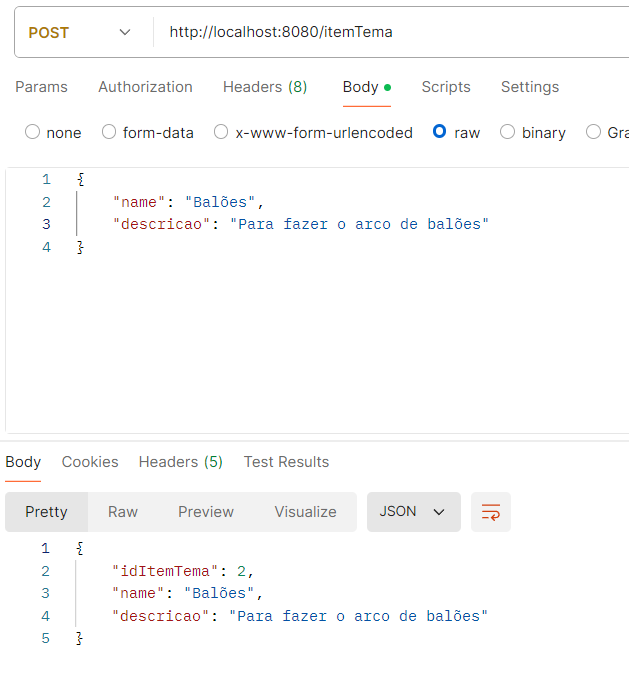 POST http://localhost:8080/itemTema
Params Authorization Headers (8) Body Scripts Settings
none form-data x-www-form-urlencoded raw binary Gra
1 {
2 "name": "Balões",
3 "descricao": "Para fazer o arco de balões"
4 }
Body Cookies Headers (5) Test Results
Pretty Raw Preview Visualize JSON
1 {
2 "idItemTema": 2,
3 "name": "Balões",
4 "descricao": "Para fazer o arco de balões"
5 }